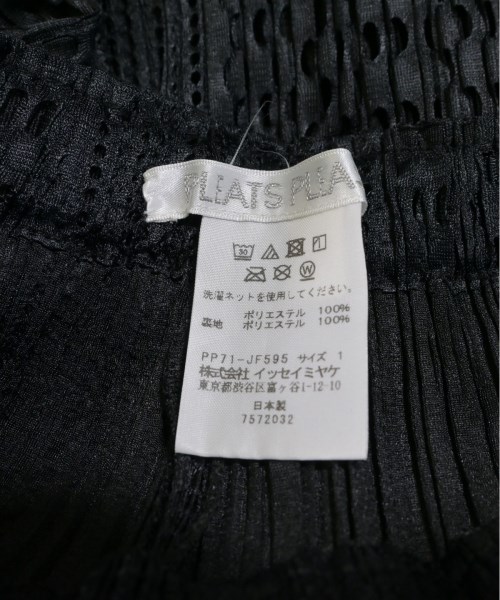 PLEATS PLEA
30
W
洗濯ネットを使用してください。
ポリエステル 100%
裏地 ポリエステル 100%
PP71-JF595 サイズ 1
株式会社 イッセイミヤケ
東京都渋谷区富ヶ谷1-12-10
日本製
7572032